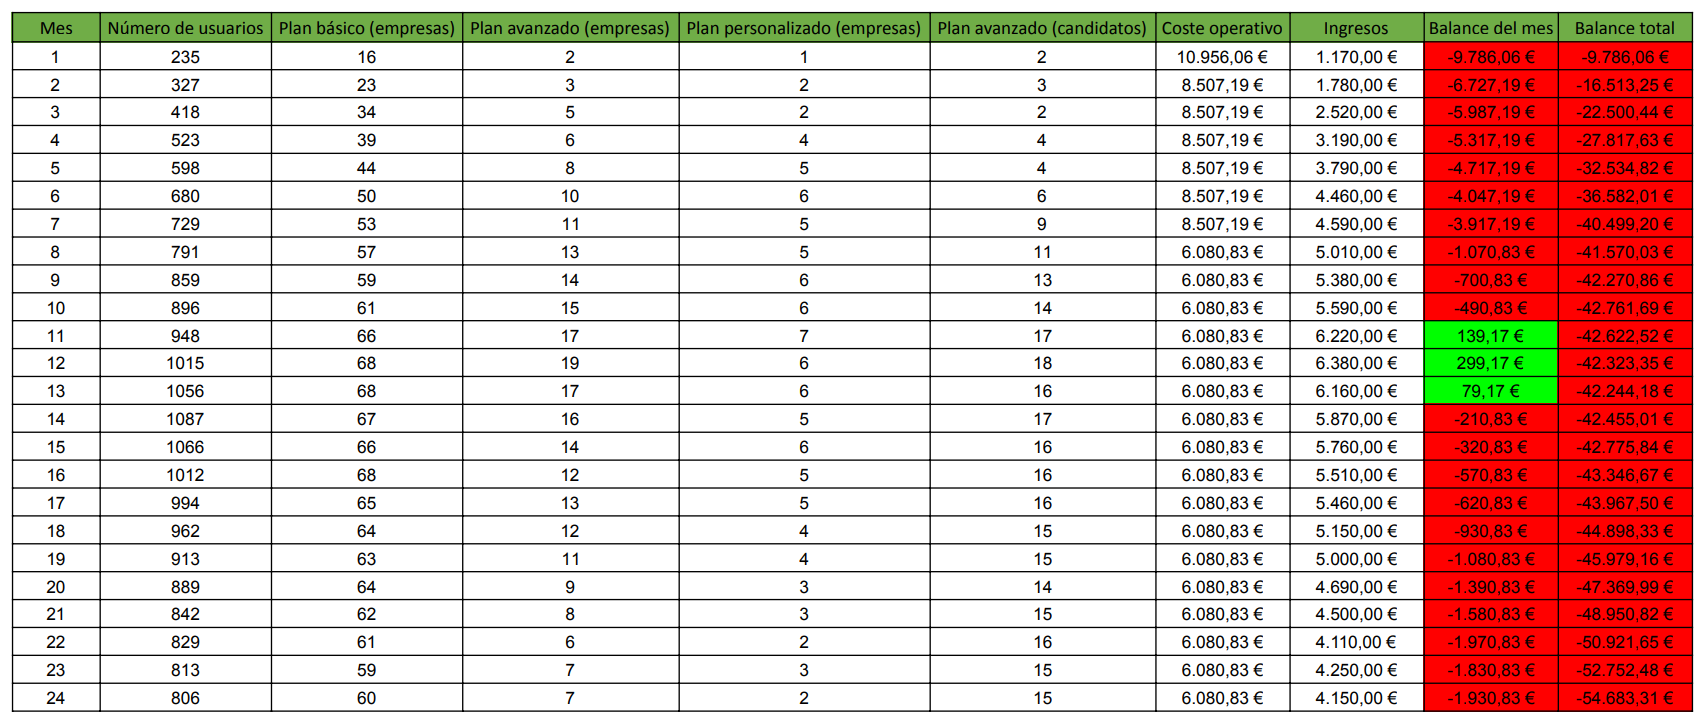 Mes Número de usuarios Plan básico (empresas) Plan avanzado (empresas) Plan personalizado (empresas) Plan avanzado (candidatos) Coste operativo Ingresos Balance del mes Balance total
1 235 16 2 1 2 10.956,06 € 1.170,00 € -9.786,06 € -9.786,06 €
2 327 23 3 2 3 8.507,19 € 1.780,00 € -6.727,19 € -16.513,25 €
3 418 34 5 2 2 8.507,19 € 2.520,00 € -5.987,19 € -22.500,44 €
4 523 39 6 4 4 8.507,19 € 3.190,00 € -5.317,19 € -27.817,63 €
5 598 44 8 5 4 8.507,19 € 3.790,00 € -4.717,19 € -32.534,82 €
6 680 50 10 6 6 8.507,19 € 4.460,00 € -4.047,19 € -36.582,01 €
7 729 53 11 5 9 8.507,19 € 4.590,00 € -3.917,19 € -40.499,20 €
8 791 57 13 5 11 6.080,83 € 5.010,00 € -1.070,83 € -41.570,03 €
9 859 59 14 6 13 6.080,83 € 5.380,00 € -700,83 € -42.270,86 €
10 896 61 15 6 14 6.080,83 € 5.590,00 € -490,83 € -42.761,69 €
11 948 66 17 7 17 6.080,83 € 6.220,00 € 139,17 € -42.622,52 €
12 1015 68 19 6 18 6.080,83 € 6.380,00 € 299,17 € -42.323,35 €
13 1056 68 17 6 16 6.080,83 € 6.160,00 € 79,17 € -42.244,18 €
14 1087 67 16 5 17 6.080,83 € 5.870,00 € -210,83 € -42.455,01 €
15 1066 66 14 6 16 6.080,83 € 5.760,00 € -320,83 € -42.775,84 €
16 1012 68 12 5 16 6.080,83 € 5.510,00 € -570,83 € -43.346,67 €
17 994 65 13 5 16 6.080,83 € 5.460,00 € -620,83 € -43.967,50 €
18 962 64 12 4 15 6.080,83 € 5.150,00 € -930,83 € -44.898,33 €
19 913 63 11 4 15 6.080,83 € 5.000,00 € -1.080,83 € -45.979,16 €
20 889 64 9 3 14 6.080,83 € 4.690,00 € -1.390,83 € -47.369,99 €
21 842 62 8 3 15 6.080,83 € 4.500,00 € -1.580,83 € -48.950,82 €
22 829 61 6 2 16 6.080,83 € 4.110,00 € -1.970,83 € -50.921,65 €
23 813 59 7 3 15 6.080,83 € 4.250,00 € -1.830,83 € -52.752,48 €
24 806 60 7 2 15 6.080,83 € 4.150,00 € -1.930,83 € -54.683,31 €